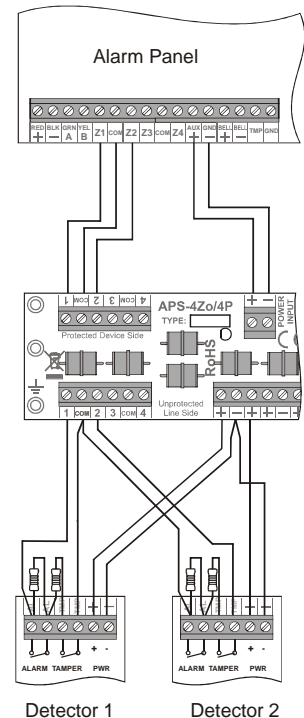 Alarm Panel
RED BLK GRN YEL Z1 COM Z2 Z3 COM Z4 AUX GND BELL BELL TMP GND
+ − A B + − + −
1 COM 2 3 COM 4
APS-4Zo/4P
TYPE:
+ −
POWER INPUT
Protected Device Side
RoHS
Unprotected Line Side
1 COM 2 3 COM 4
+ − + − + − +
ALARM TAMPER PWR
+ -
ALARM TAMPER PWR
+ -
Detector 1
Detector 2